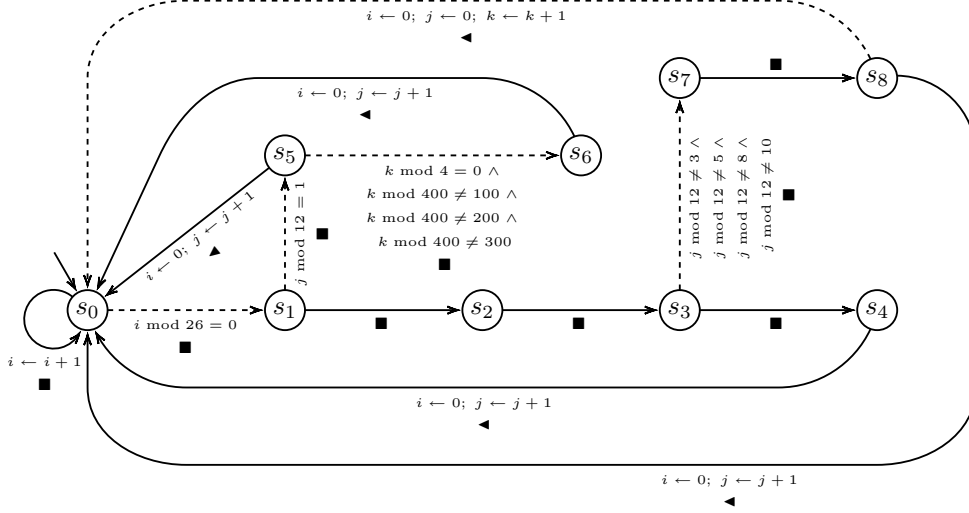 i ← 0; j ← 0; k ← k + 1
◄
■
s₇
s₈
i ← 0; j ← j + 1
◄
s₅
s₆
k mod 4 = 0 ∧
k mod 400 ≠ 100 ∧
k mod 400 ≠ 200 ∧
k mod 400 ≠ 300
■
j mod 12 ≠ 3 ∧
j mod 12 ≠ 5 ∧
j mod 12 ≠ 8 ∧
j mod 12 ≠ 10
■
i ← 0; j ← j + 1
◄
j mod 12 = 1
■
s₀
s₁
s₂
s₃
s₄
i mod 26 = 0
■
■
■
■
i ← i + 1
■
i ← 0; j ← j + 1
◄
i ← 0; j ← j + 1
◄